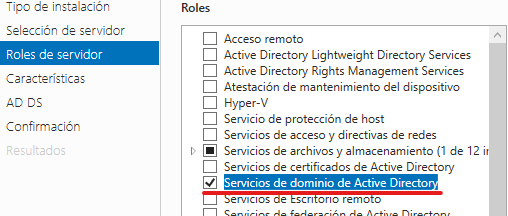 Tipo de instalación
Selección de servidor
Roles de servidor
Características
AD DS
Confirmación
Resultados
Roles
Acceso remoto
Active Directory Lightweight Directory Services
Active Directory Rights Management Services
Atestación de mantenimiento del dispositivo
Hyper-V
Servicio de protección de host
Servicios de acceso y directivas de redes
Servicios de archivos y almacenamiento (1 de 12 in
Servicios de certificados de Active Directory
Servicios de dominio de Active Directory
Servicios de Escritorio remoto
Servicios de federación de Active Directory